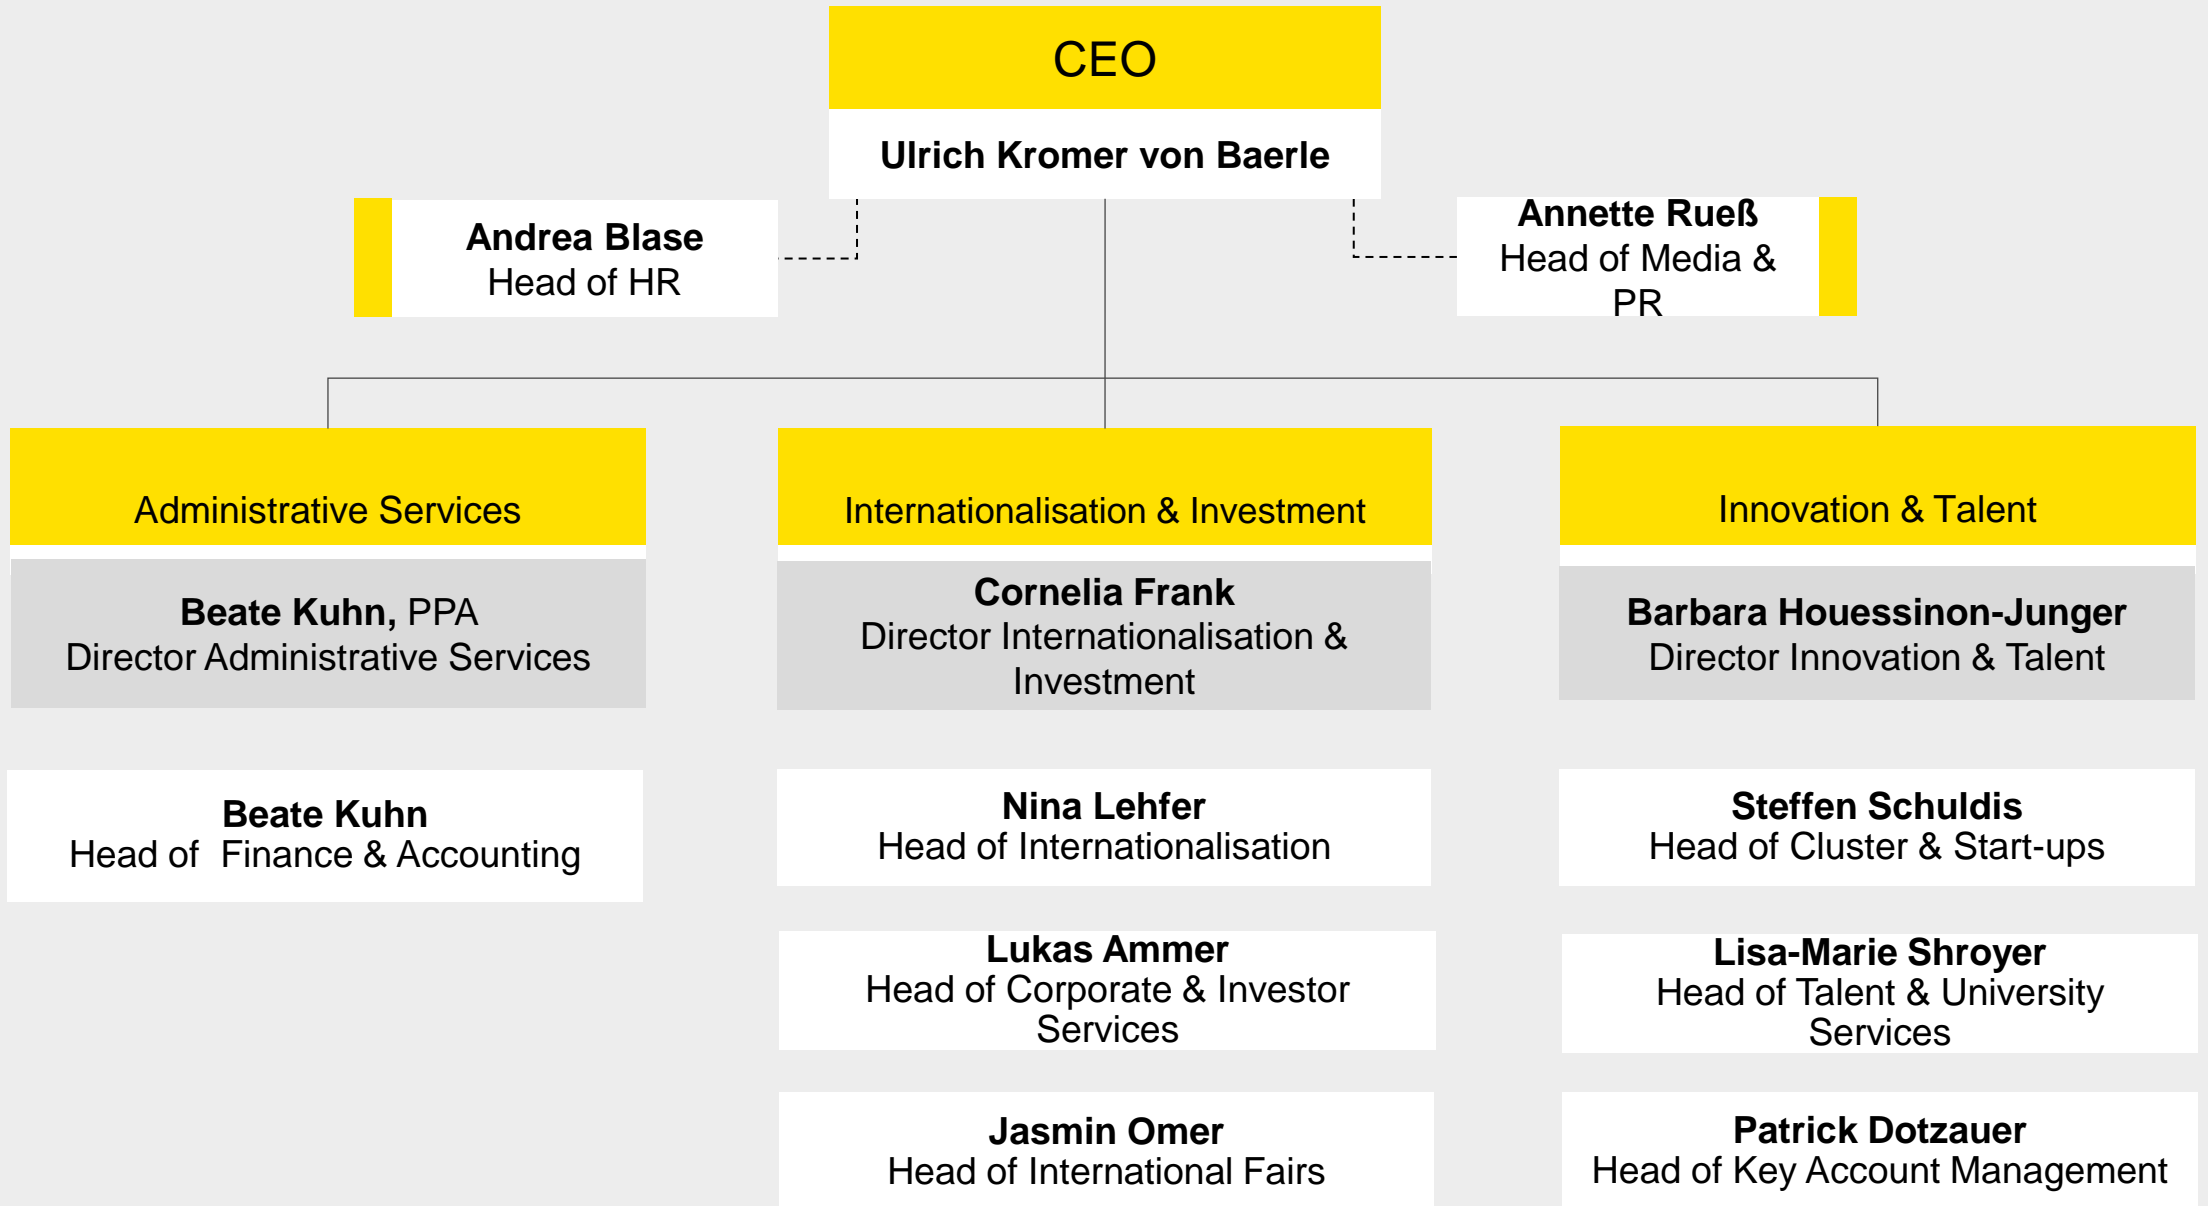 CEO
Ulrich Kromer von Baerle
Andrea Blase
Head of HR
Annette Rueß
Head of Media &
PR
Administrative Services
Beate Kuhn, PPA
Director Administrative Services
Beate Kuhn
Head of  Finance & Accounting
Internationalisation & Investment
Cornelia Frank
Director Internationalisation &
Investment
Nina Lehfer
Head of Internationalisation
Lukas Ammer
Head of Corporate & Investor
Services
Jasmin Omer
Head of International Fairs
Innovation & Talent
Barbara Houessinon-Junger
Director Innovation & Talent
Steffen Schuldis
Head of Cluster & Start-ups
Lisa-Marie Shroyer
Head of Talent & University
Services
Patrick Dotzauer
Head of Key Account Management